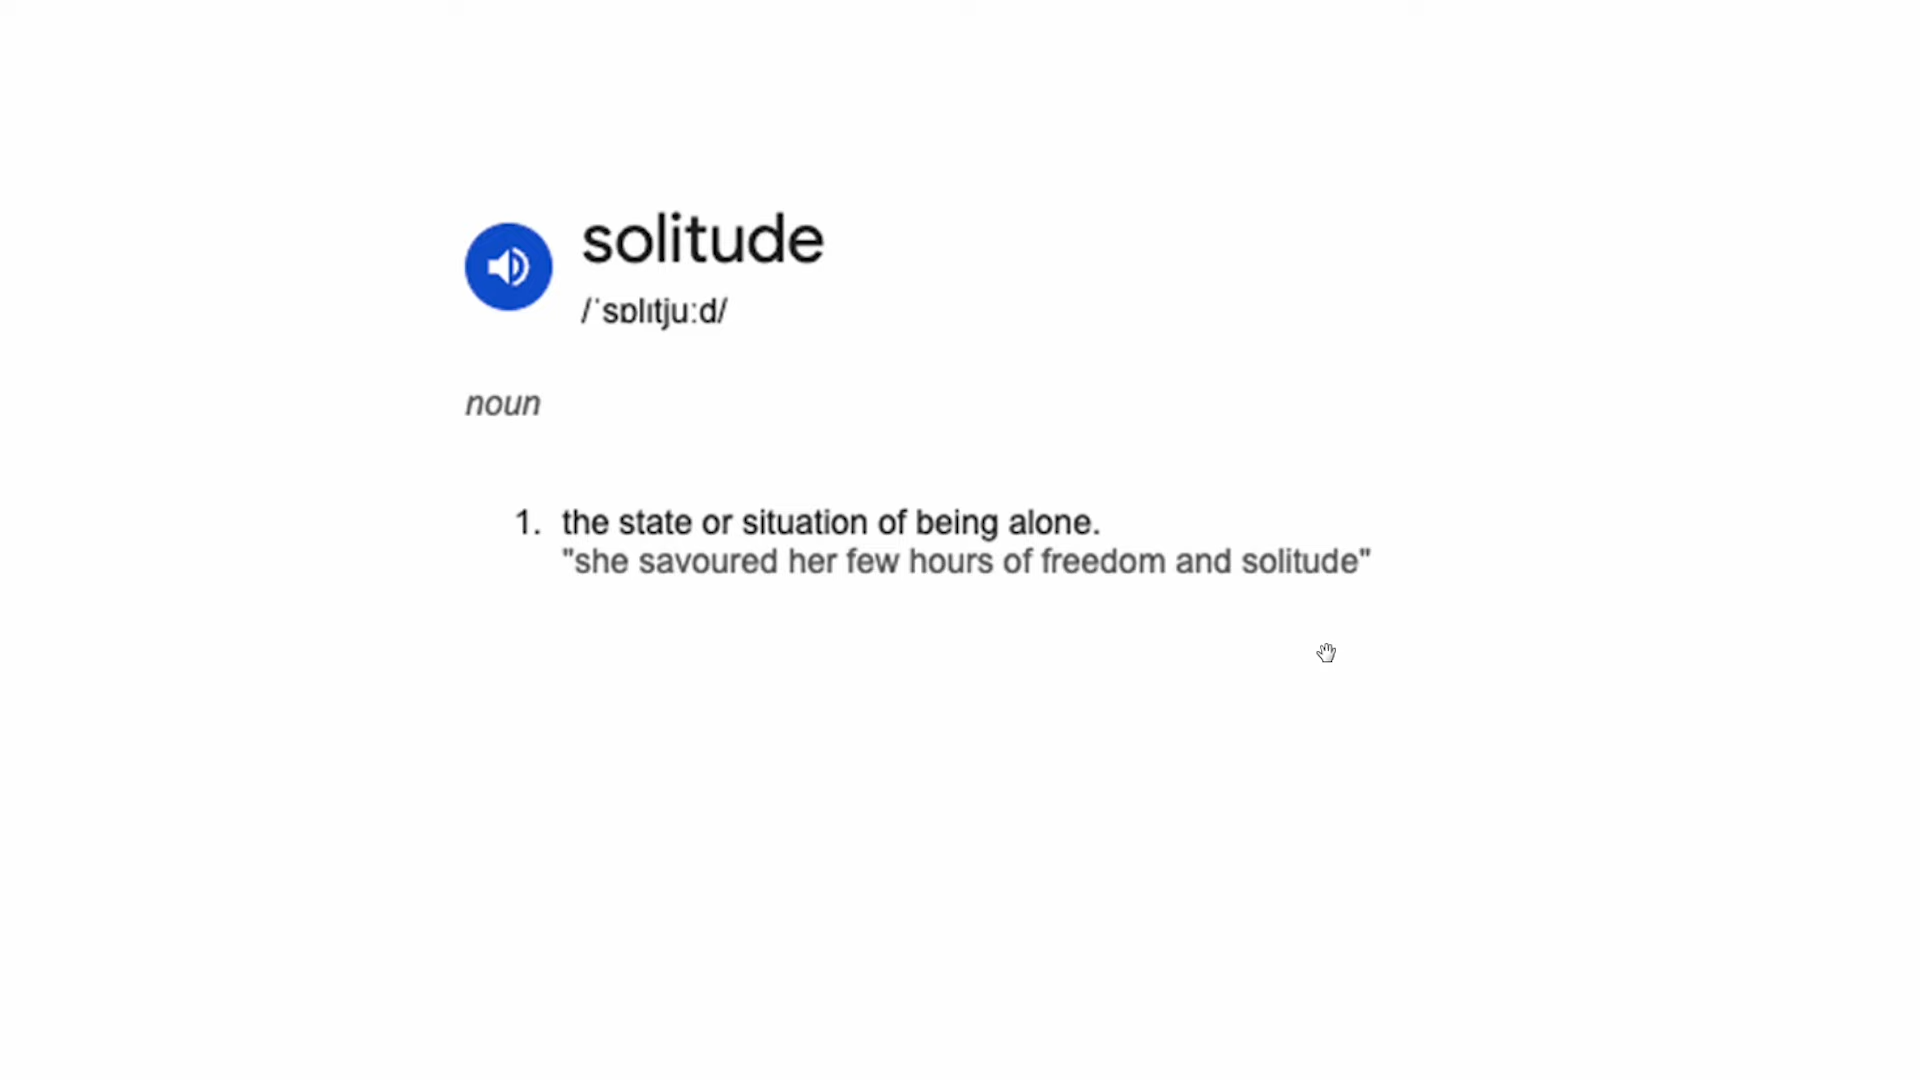 solitude
/ˈsɒlɪtjuːd/
noun
1. the state or situation of being alone.
"she savoured her few hours of freedom and solitude"